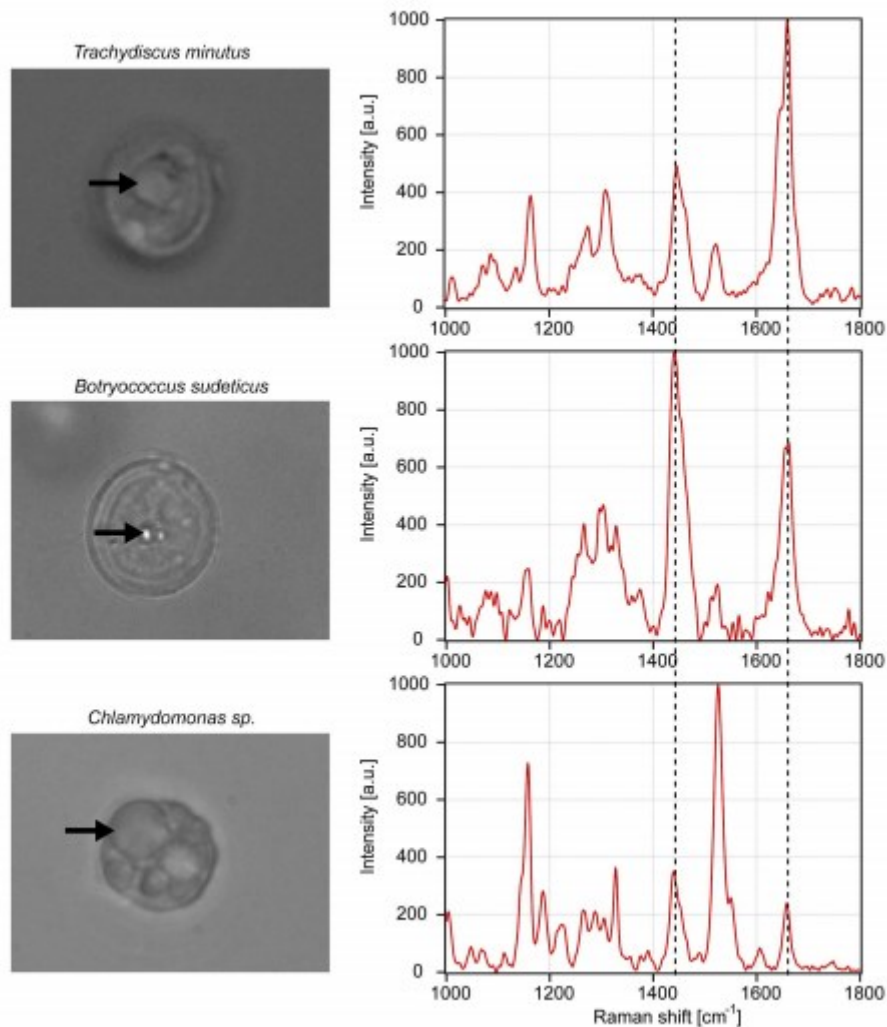 Trachydiscus minutus
Intensity [a.u.]
1000
800
600
400
200
0
1000 1200 1400 1600 1800
Botryococcus sudeticus
Intensity [a.u.]
1000
800
600
400
200
0
1000 1200 1400 1600 1800
Chlamydomonas sp.
Intensity [a.u.]
1000
800
600
400
200
0
1000 1200 1400 1600 1800
Raman shift [cm⁻¹]